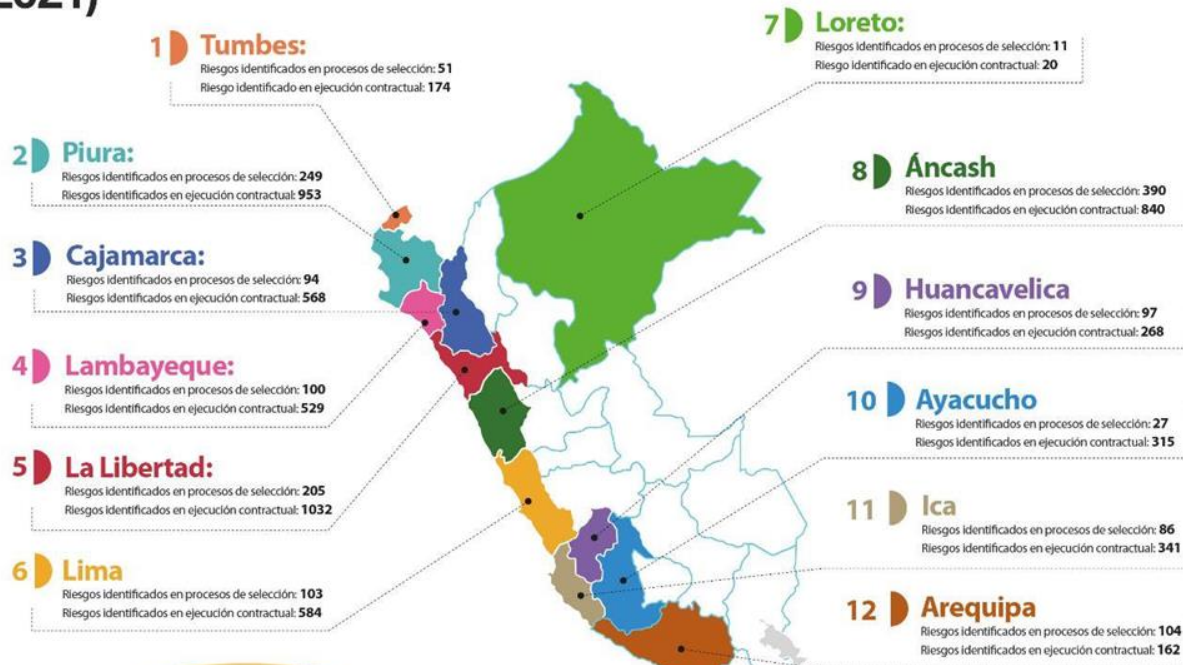 2021)
1 Tumbes:
Riesgos identificados en procesos de selección: 51
Riesgo identificado en ejecución contractual: 174
2 Piura:
Riesgos identificados en procesos de selección: 249
Riesgos identificados en ejecución contractual: 953
3 Cajamarca:
Riesgos identificados en procesos de selección: 94
Riesgos identificados en ejecución contractual: 568
4 Lambayeque:
Riesgos identificados en procesos de selección: 100
Riesgos identificados en ejecución contractual: 529
5 La Libertad:
Riesgos identificados en procesos de selección: 205
Riesgos identificados en ejecución contractual: 1032
6 Lima
Riesgos identificados en procesos de selección: 103
Riesgos identificados en ejecución contractual: 584
7 Loreto:
Riesgos identificados en procesos de selección: 11
Riesgo identificado en ejecución contractual: 20
8 Áncash
Riesgos identificados en procesos de selección: 390
Riesgos identificados en ejecución contractual: 840
9 Huancavelica
Riesgos identificados en procesos de selección: 97
Riesgos identificados en ejecución contractual: 268
10 Ayacucho
Riesgos identificados en procesos de selección: 27
Riesgos identificados en ejecución contractual: 315
11 Ica
Riesgos identificados en procesos de selección: 86
Riesgos identificados en ejecución contractual: 341
12 Arequipa
Riesgos identificados en procesos de selección: 104
Riesgos identificados en ejecución contractual: 162